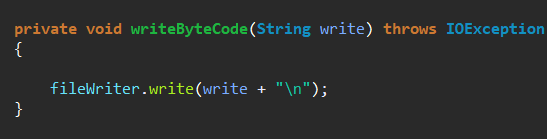 private void writeByteCode(String write) throws IOException
{
fileWriter.write(write + "\n");
}